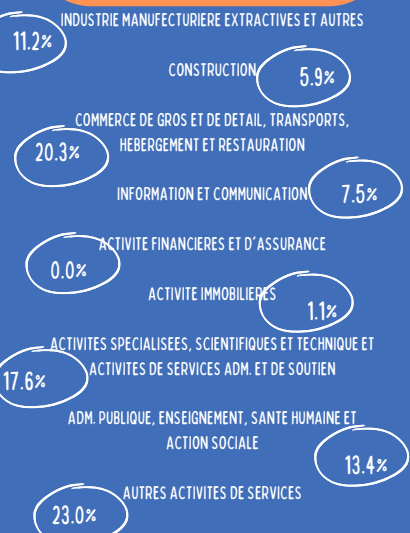 INDUSTRIE MANUFECTURIERE EXTRACTIVES ET AUTRES
11.2%
CONSTRUCTION
5.9%
COMMERCE DE GROS ET DE DETAIL, TRANSPORTS,
HEBERGEMENT ET RESTAURATION
20.3%
INFORMATION ET COMMUNICATION
7.5%
ACTIVITE FINANCIERES ET D'ASSURANCE
0.0%
ACTIVITE IMMOBILIERES
1.1%
ACTIVITES SPECIALISEES, SCIENTIFIQUES ET TECHNIQUE ET
ACTIVITES DE SERVICES ADM. ET DE SOUTIEN
17.6%
ADM. PUBLIQUE, ENSEIGNEMENT, SANTE HUMAINE ET
ACTION SOCIALE
13.4%
AUTRES ACTIVITES DE SERVICES
23.0%